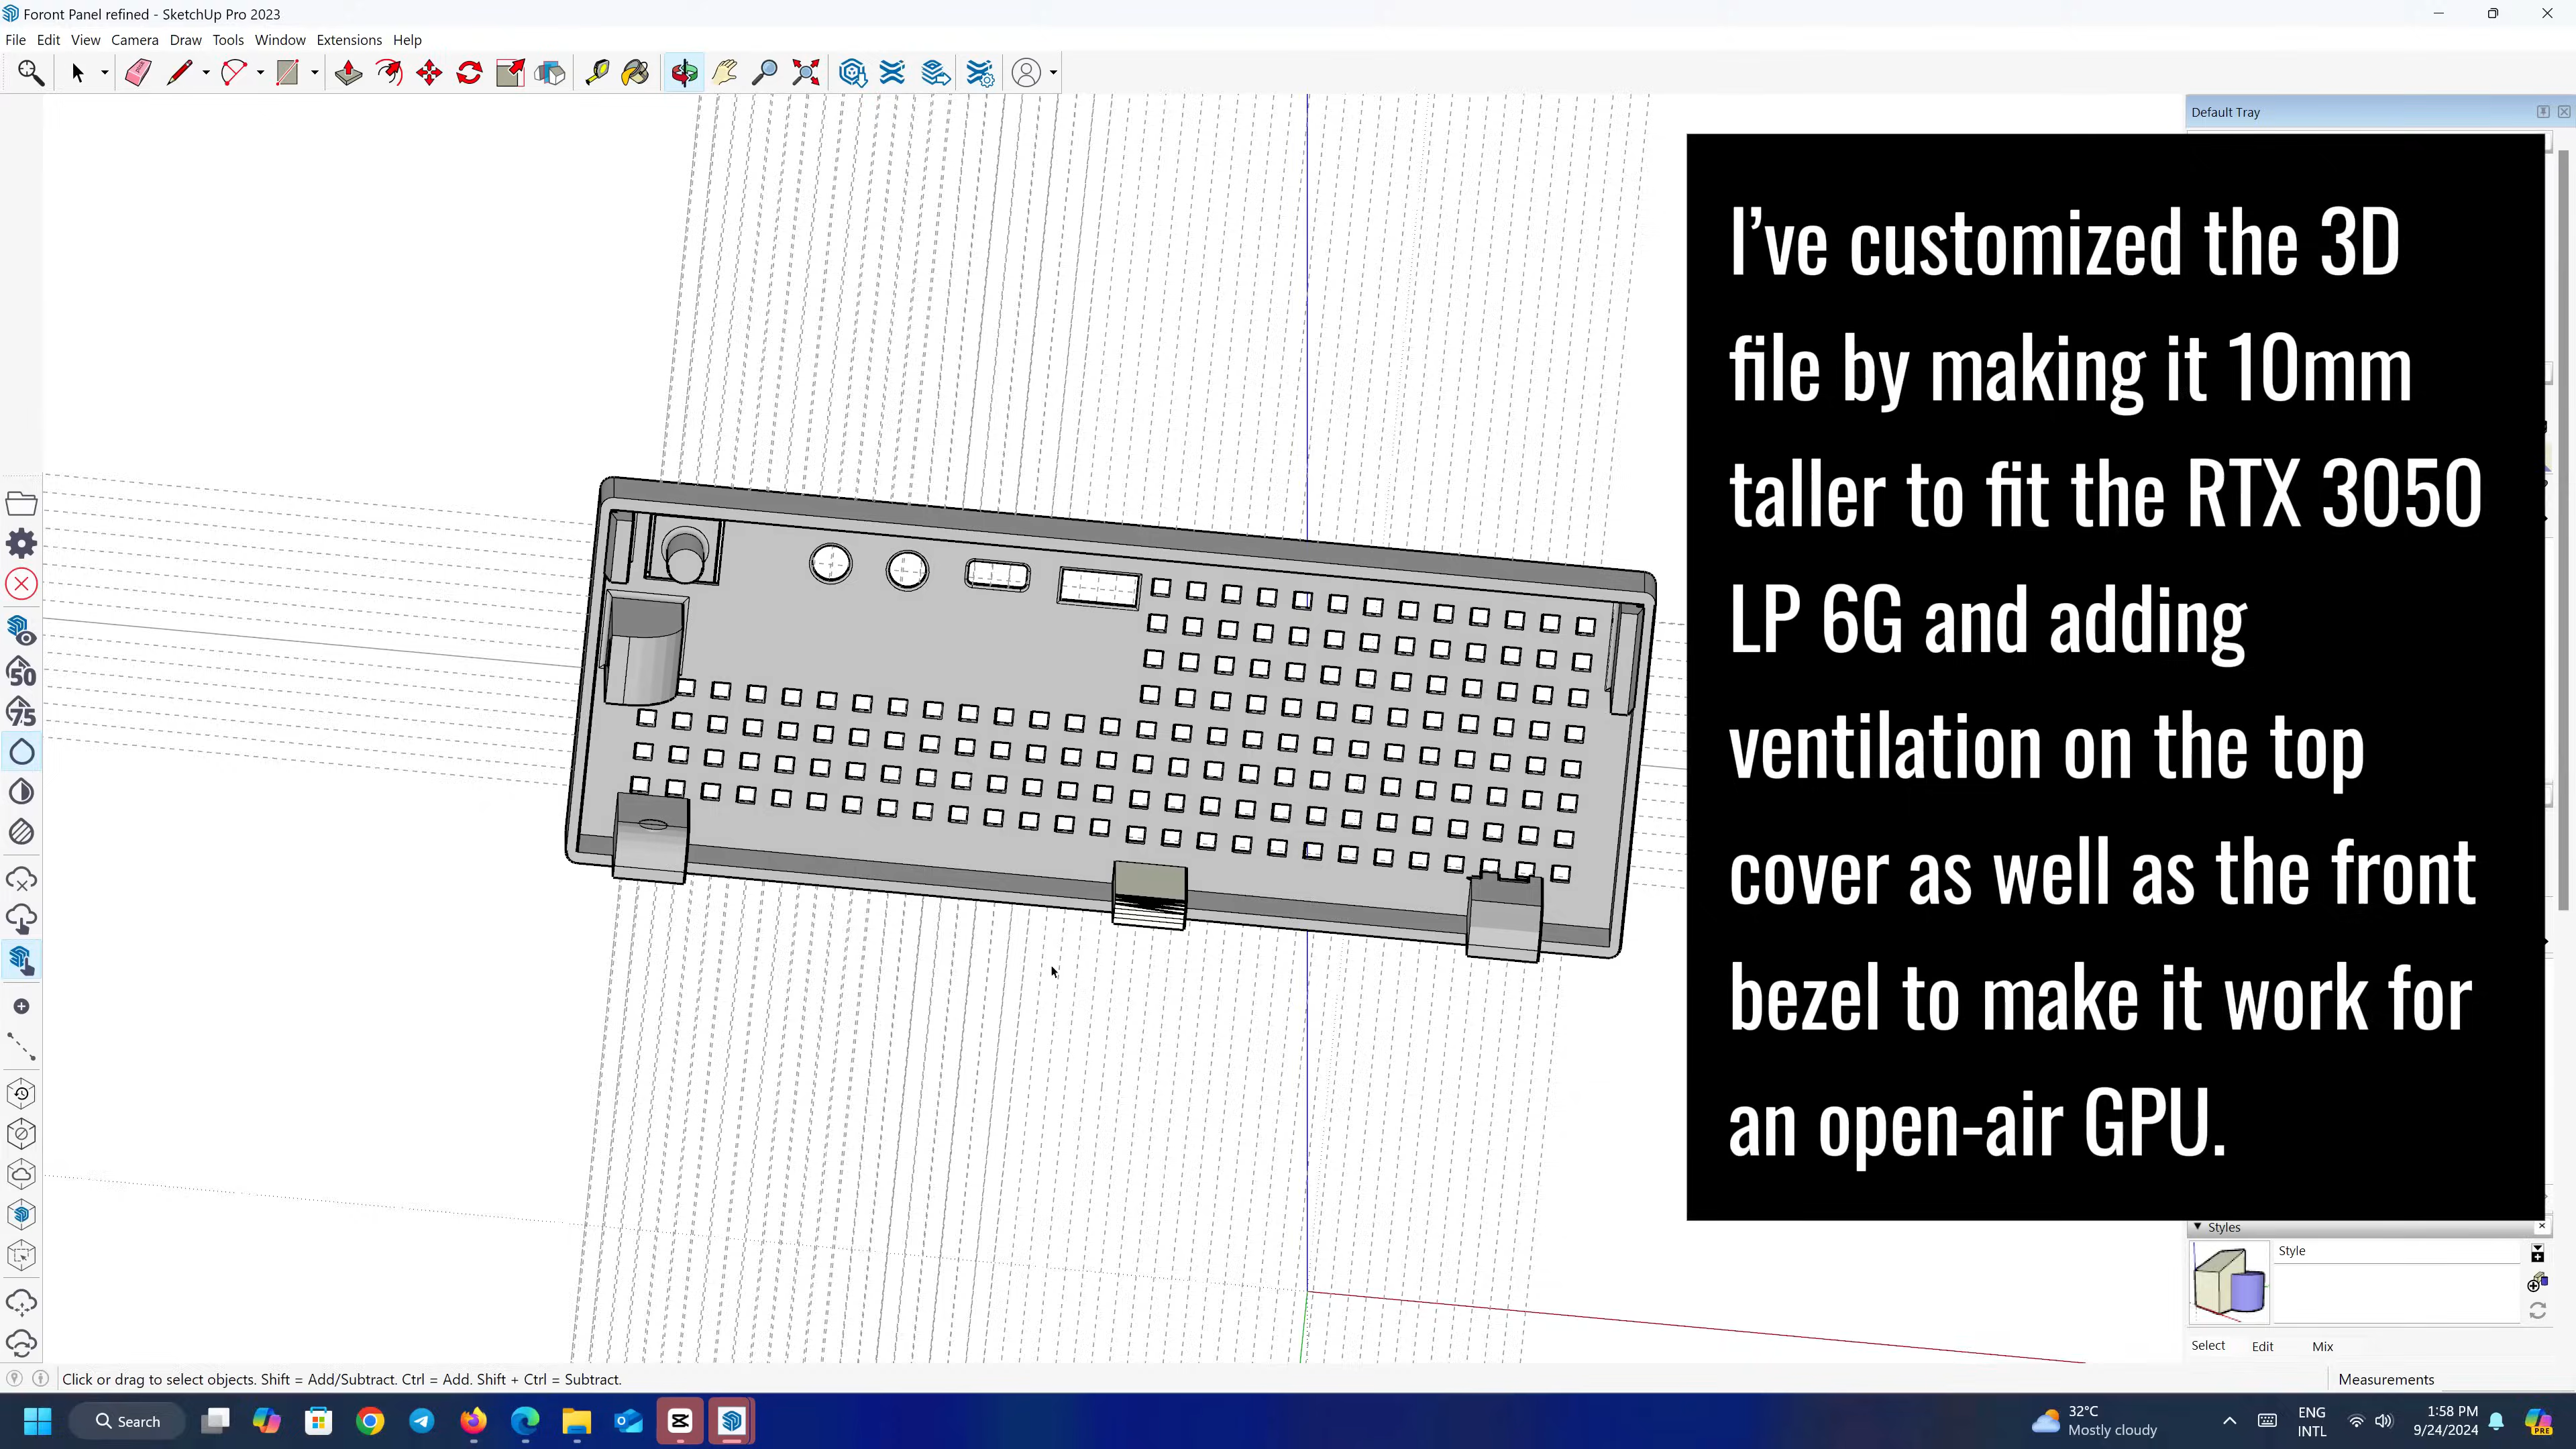 Foront Panel refined - SketchUp Pro 2023
File Edit View Camera Draw Tools Window Extensions Help
Default Tray
I've customized the 3D
file by making it 10mm
taller to fit the RTX 3050
LP 6G and adding
ventilation on the top
cover as well as the front
bezel to make it work for
an open-air GPU.
50
75
Styles
Style
Select Edit Mix
Click or drag to select objects. Shift = Add/Subtract. Ctrl = Add. Shift + Ctrl = Subtract.
Measurements
Search
32°C
Mostly cloudy
ENG
INTL
1:58 PM
9/24/2024
PRE